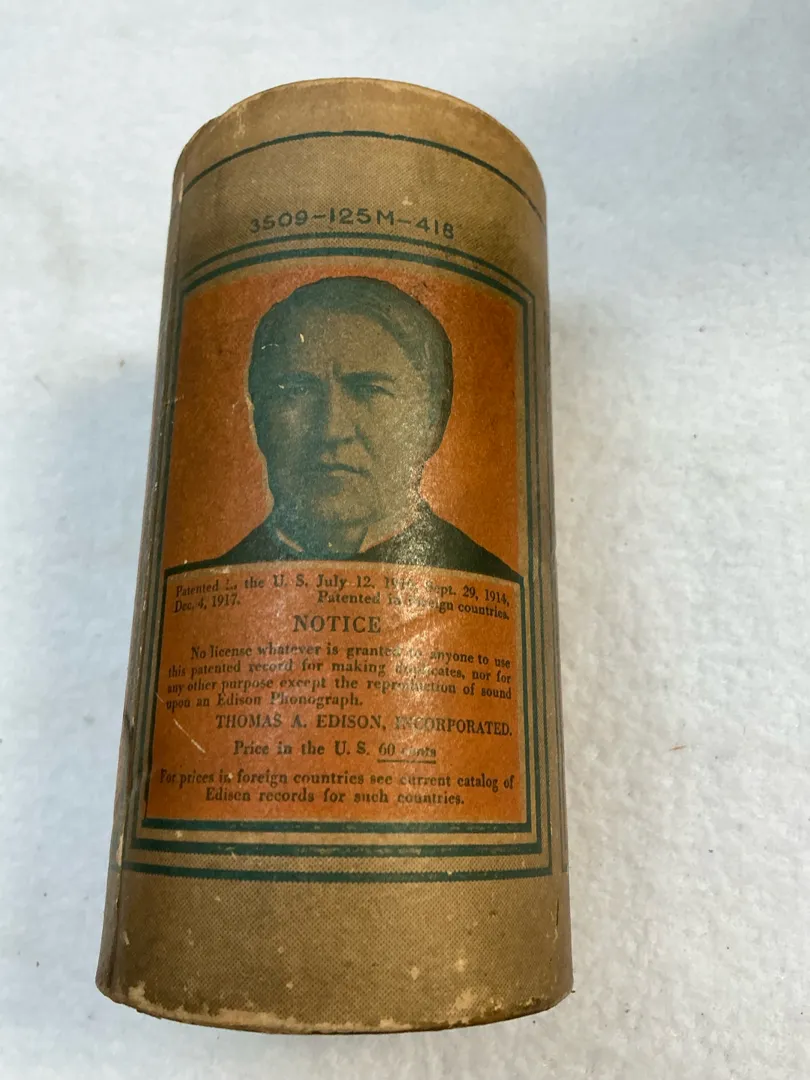 3509-125M-418
Patented in the U. S. July 12. Sept. 29, 1914,
Dec. 4, 1917. Patented in foreign countries.
NOTICE
No license whatever is granted to anyone to use
this patented record for making duplicates, nor for
any other purpose except the reproduction of sound
upon an Edison Phonograph.
THOMAS A. EDISON, INCORPORATED.
Price in the U. S. 60 cents
For prices in foreign countries see current catalog of
Edison records for such countries.